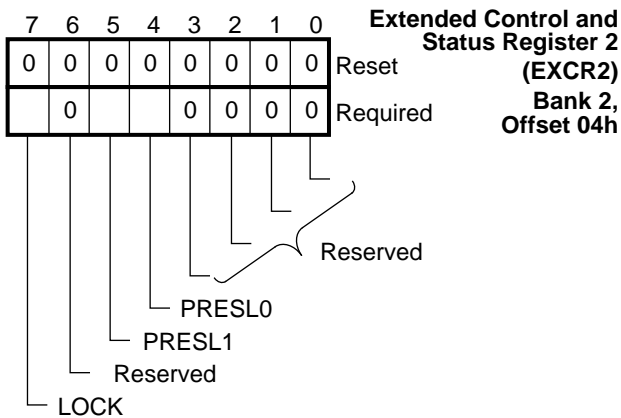 Extended Control and
Status Register 2
(EXCR2)
Bank 2,
Offset 04h
7 6 5 4 3 2 1 0
0 0 0 0 0 0 0 0 Reset
0 0 0 0 0 Required
Reserved
PRESL0
PRESL1
Reserved
LOCK